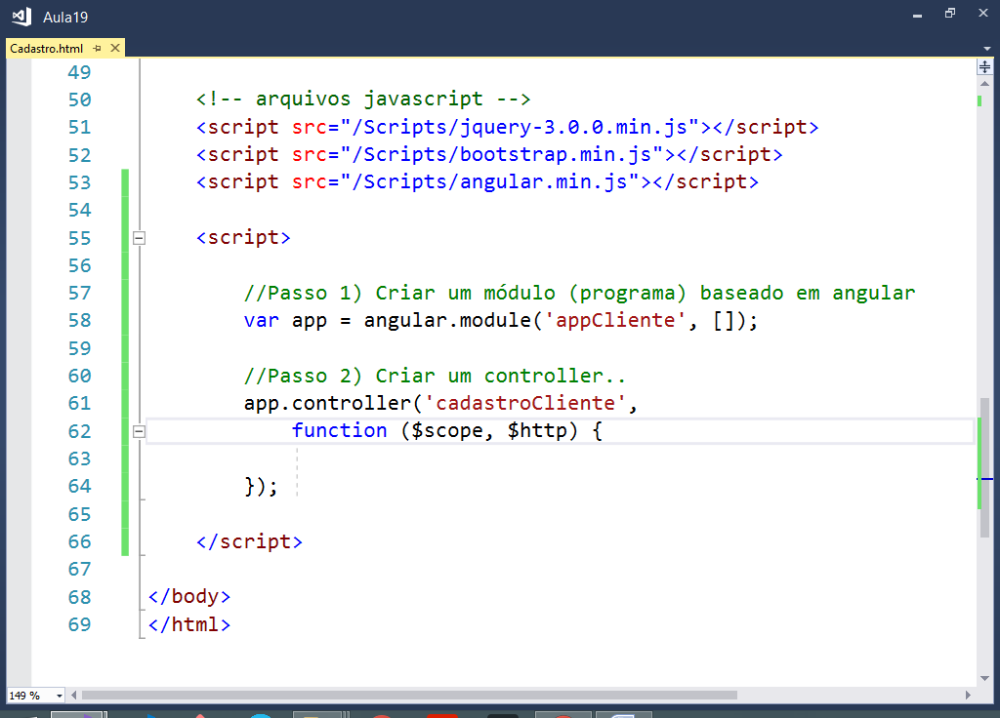 Aula19
Cadastro.html
49
50 <!-- arquivos javascript -->
51 <script src="/Scripts/jquery-3.0.0.min.js"></script>
52 <script src="/Scripts/bootstrap.min.js"></script>
53 <script src="/Scripts/angular.min.js"></script>
54
55 <script>
56
57 //Passo 1) Criar um módulo (programa) baseado em angular
58 var app = angular.module('appCliente', []);
59
60 //Passo 2) Criar um controller..
61 app.controller('cadastroCliente',
62 function ($scope, $http) {
63
64 });
65
66 </script>
67
68 </body>
69 </html>
149 %